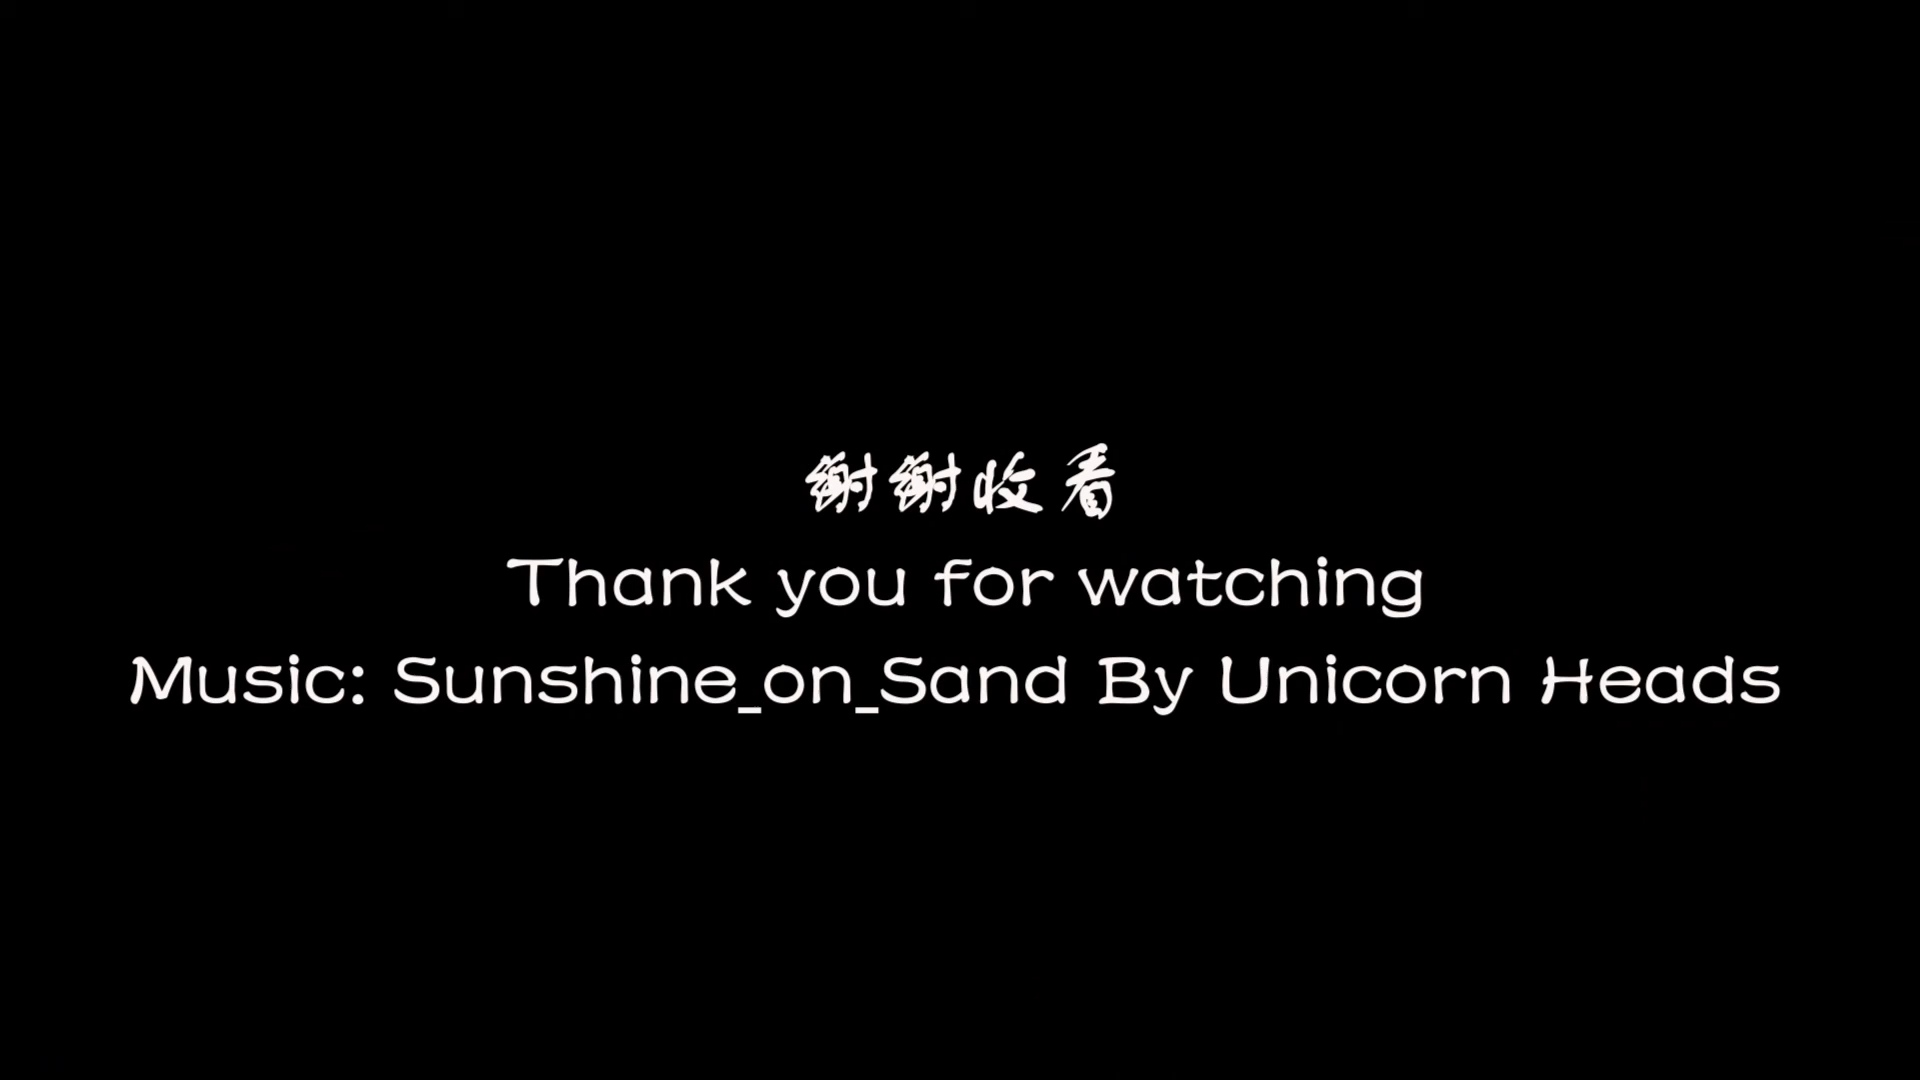 谢谢收看
Thank you for watching
Music: Sunshine_on_Sand By Unicorn Heads